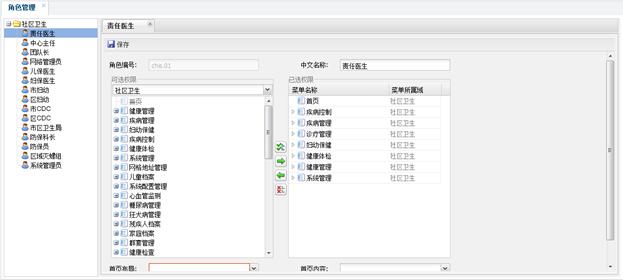 角色管理
社区卫生
责任医生
中心主任
团队长
网络管理员
儿保医生
妇保医生
市妇幼
区妇幼
市CDC
区CDC
市区卫生局
防保科长
防保员
区域灭螺组
系统管理员
责任医生
保存
角色编号: chs.01 中文名称: 责任医生
可选权限
社区卫生
首页
健康管理
疾病管理
妇幼保健
疾病控制
健康体检
系统管理
网格地址管理
儿童档案
系统配置管理
心血管监测
糖尿病管理
狂犬病管理
残疾人档案
家庭档案
群宴管理
健康检查
已选权限
菜单名称 菜单所属域
首页 社区卫生
疾病控制 社区卫生
疾病管理 社区卫生
诊疗管理 社区卫生
妇幼保健 社区卫生
健康体检 社区卫生
健康管理 社区卫生
系统管理 社区卫生
首页布局: 首页内容: